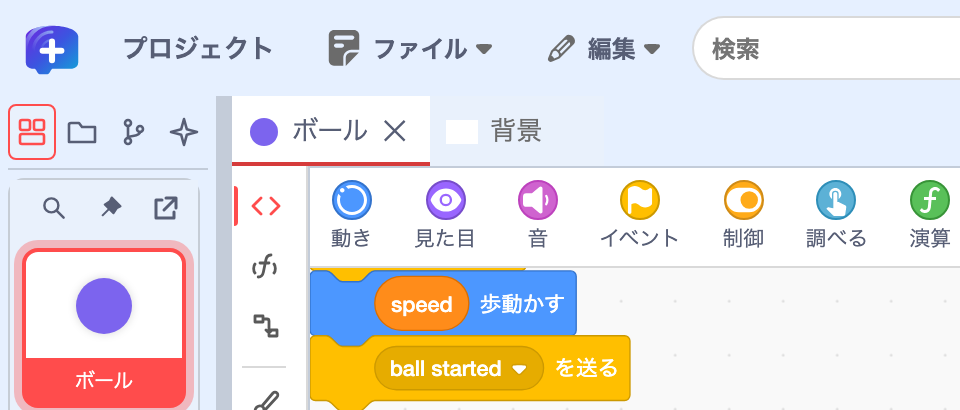 プロジェクト ファイル 編集 検索
ボール 背景
動き 見た目 音 イベント 制御 調べる 演算
speed 歩動かす
ball started を送る
ボール